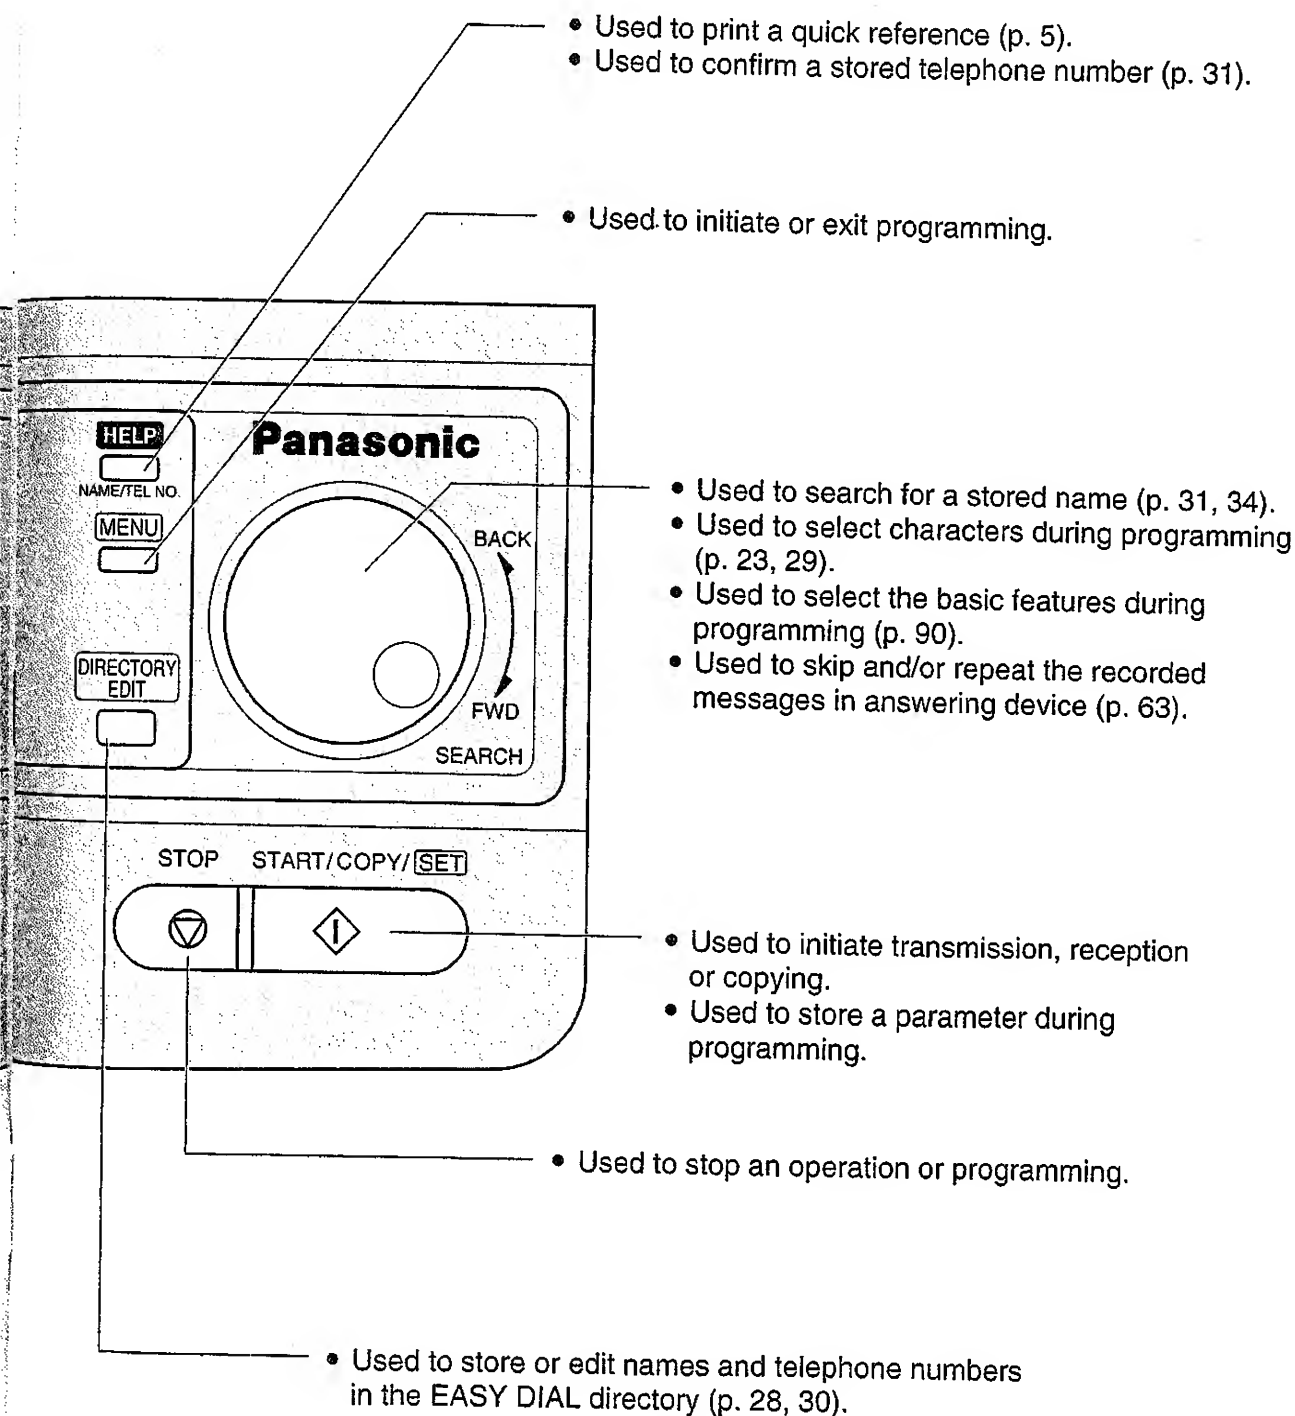 • Used to print a quick reference (p. 5).
• Used to confirm a stored telephone number (p. 31).
• Used to initiate or exit programming.
HELP
NAME/TEL NO.
MENU
DIRECTORY
EDIT
Panasonic
BACK
FWD
SEARCH
• Used to search for a stored name (p. 31, 34).
• Used to select characters during programming
(p. 23, 29).
• Used to select the basic features during
programming (p. 90).
• Used to skip and/or repeat the recorded
messages in answering device (p. 63).
STOP
START/COPY/SET
• Used to initiate transmission, reception
or copying.
• Used to store a parameter during
programming.
• Used to stop an operation or programming.
• Used to store or edit names and telephone numbers
in the EASY DIAL directory (p. 28, 30).